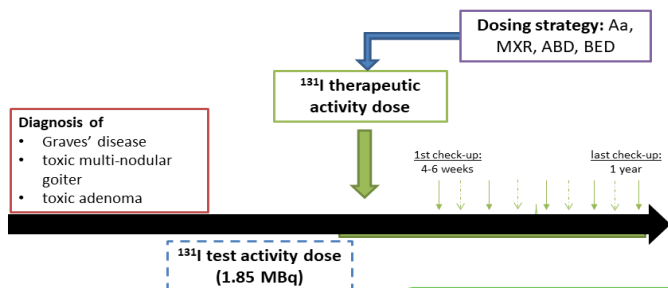 Dosing strategy: Aa,
MXR, ABD, BED
¹³¹I therapeutic
activity dose
Diagnosis of
• Graves’ disease
• toxic multi-nodular
goiter
• toxic adenoma
1st check-up:
4-6 weeks
last check-up:
1 year
¹³¹I test activity dose
(1.85 MBq)